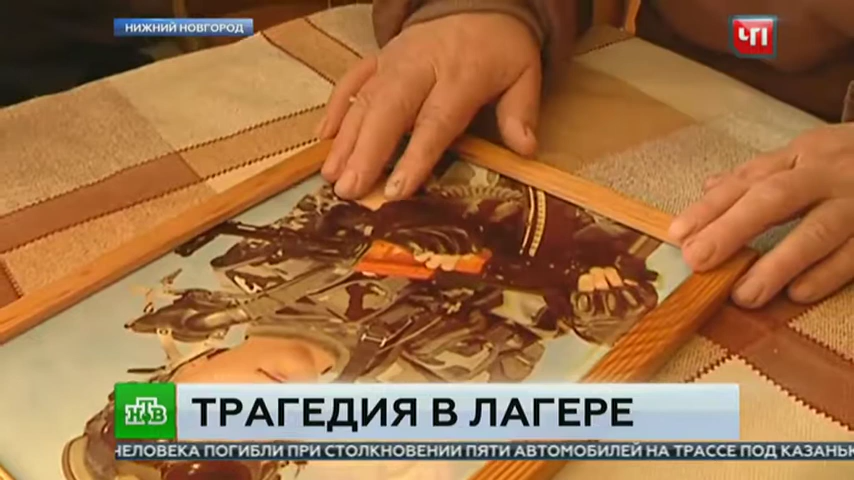 НИЖНИЙ НОВГОРОД
ЧП
НТВ
ТРАГЕДИЯ В ЛАГЕРЕ
ЧЕЛОВЕКА ПОГИБЛИ ПРИ СТОЛКНОВЕНИИ ПЯТИ АВТОМОБИЛЕЙ НА ТРАССЕ ПОД КАЗАНЬЮ